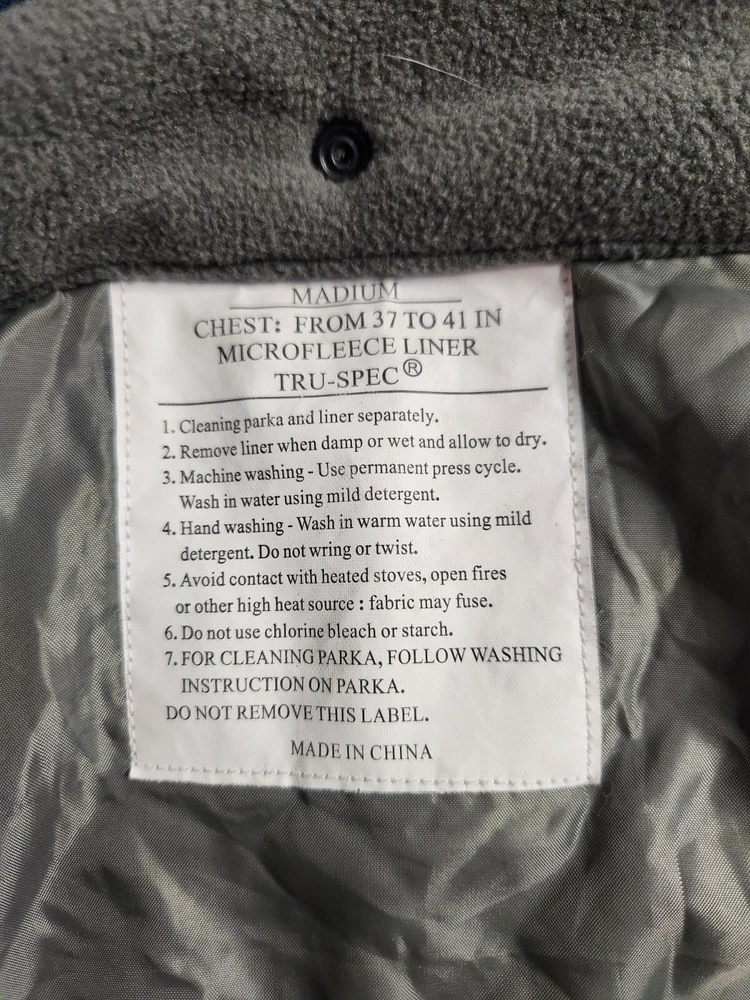 MADIUM
CHEST: FROM 37 TO 41 IN
MICROFLEECE LINER
TRU-SPEC®
1. Cleaning parka and liner separately.
2. Remove liner when damp or wet and allow to dry.
3. Machine washing - Use permanent press cycle.
Wash in water using mild detergent.
4. Hand washing - Wash in warm water using mild
detergent. Do not wring or twist.
5. Avoid contact with heated stoves, open fires
or other high heat source : fabric may fuse.
6. Do not use chlorine bleach or starch.
7. FOR CLEANING PARKA, FOLLOW WASHING
INSTRUCTION ON PARKA.
DO NOT REMOVE THIS LABEL.
MADE IN CHINA